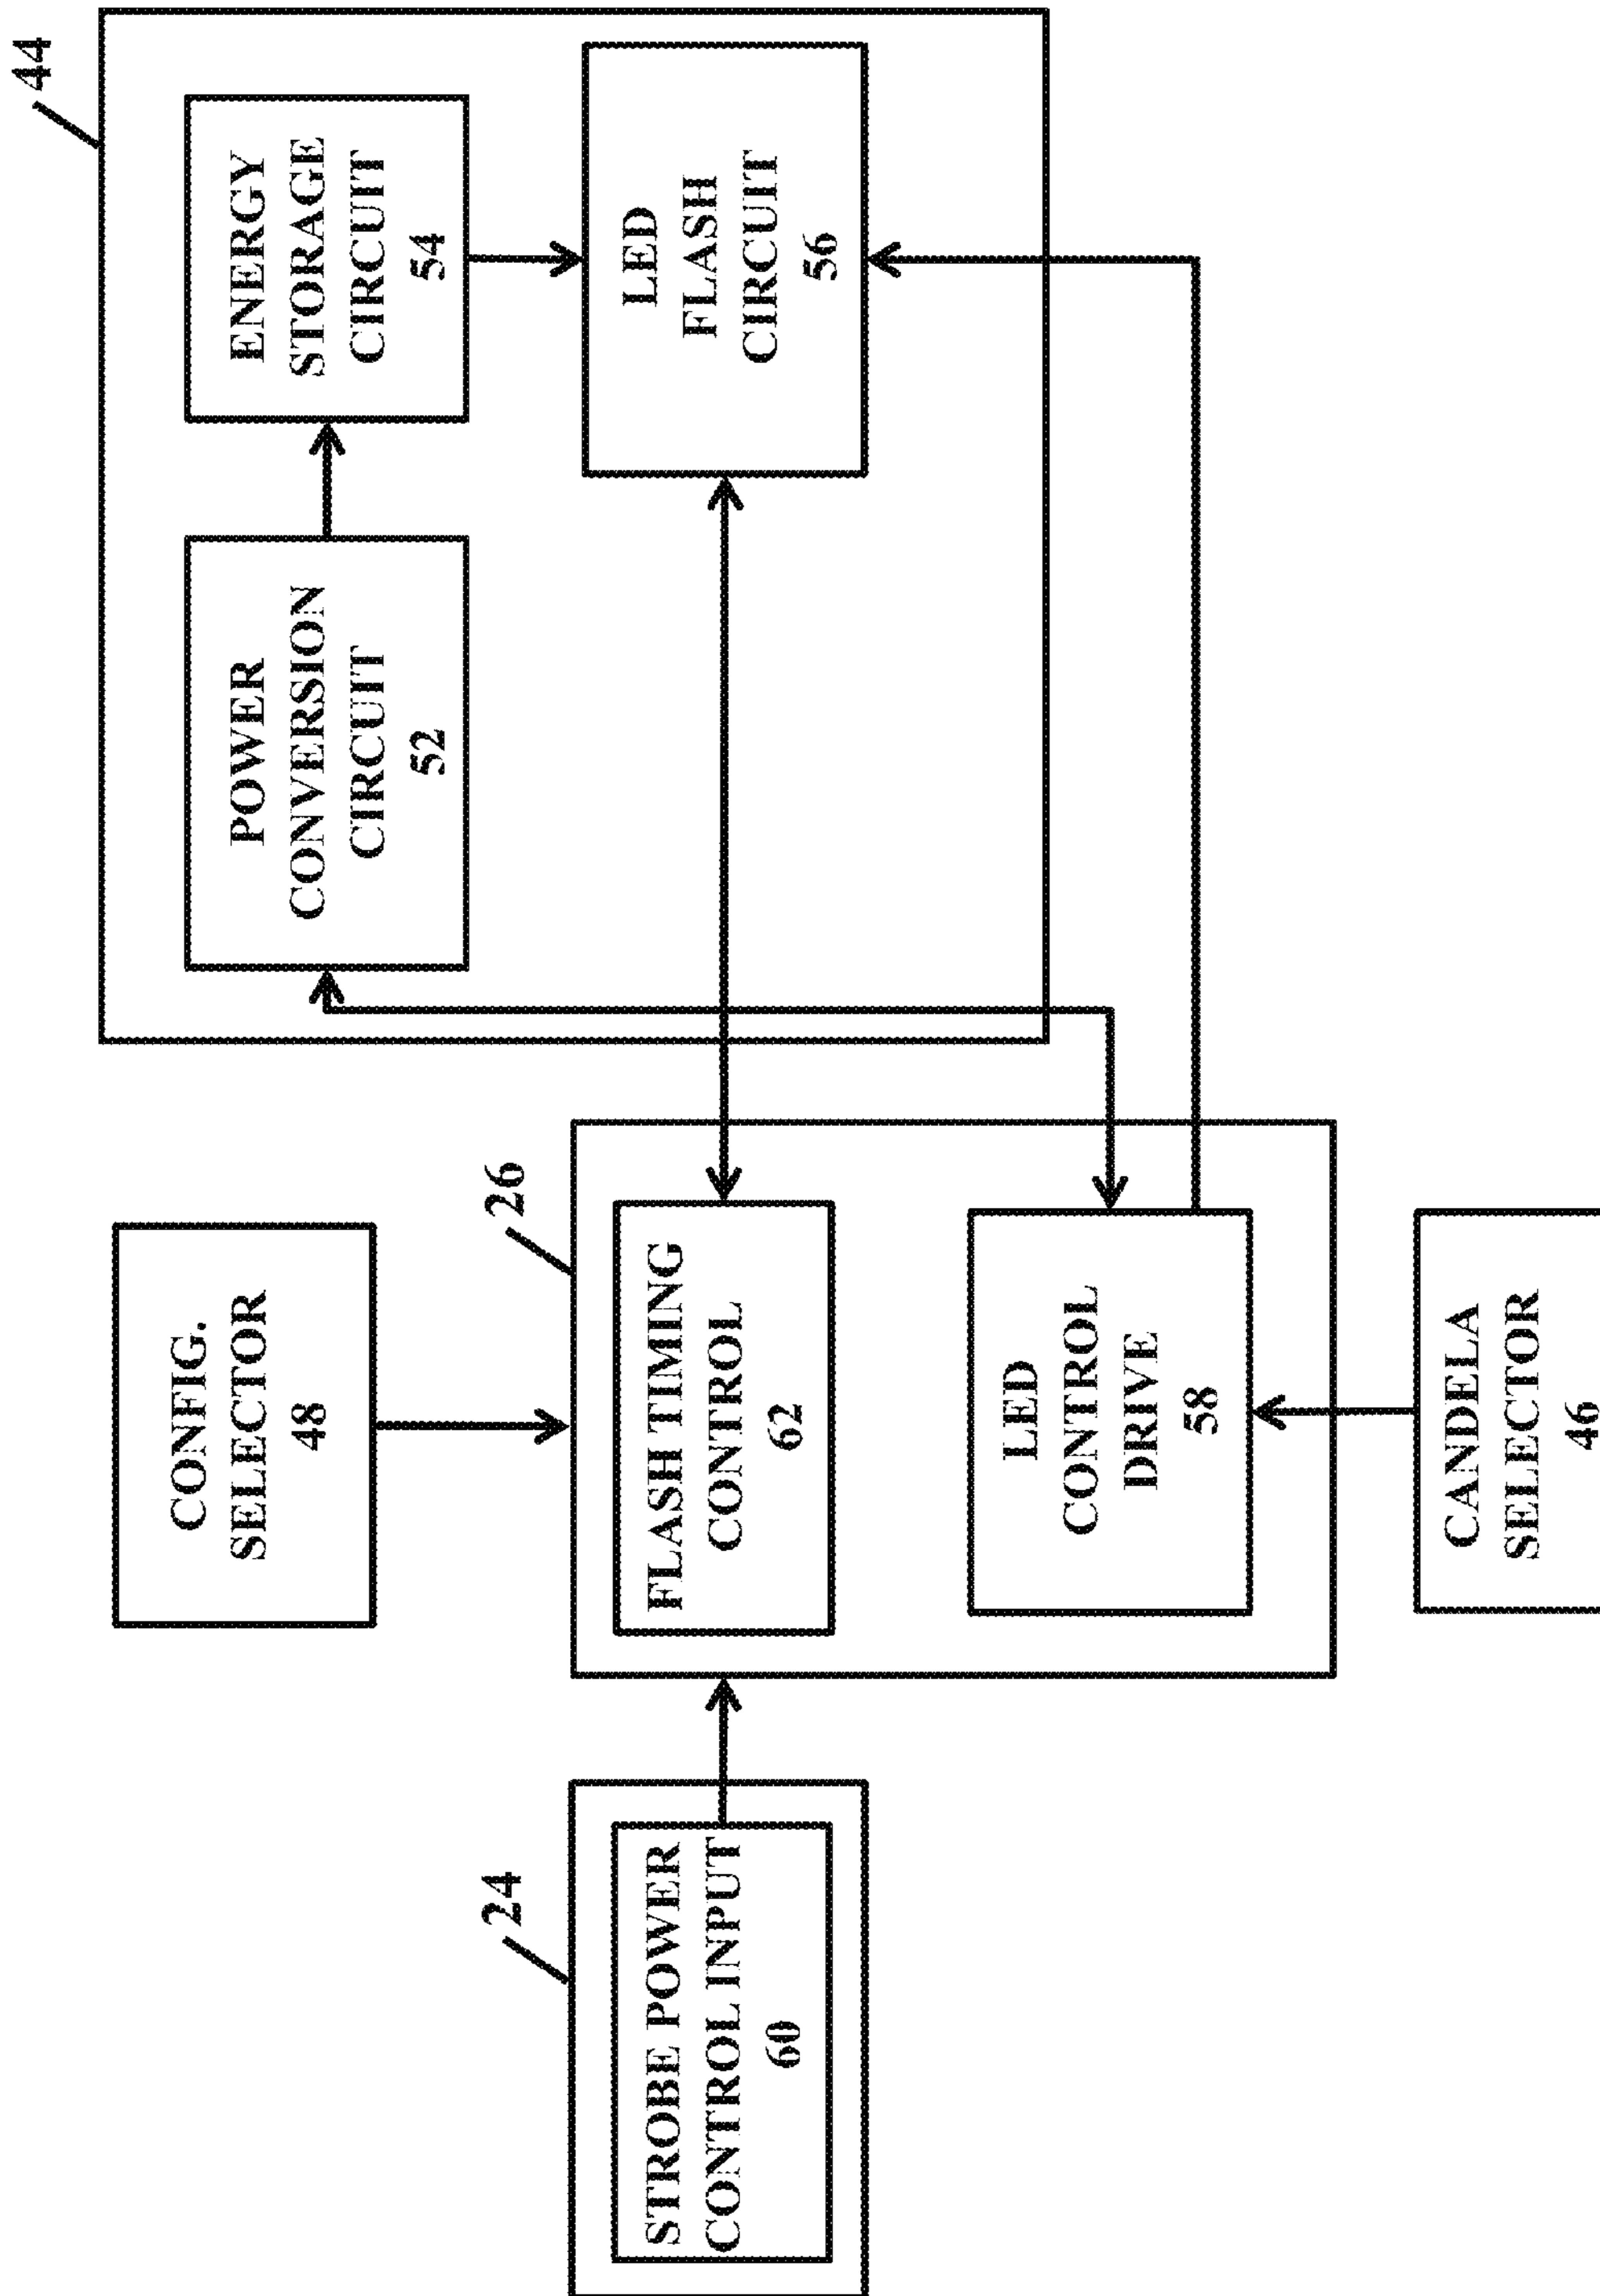 44
POWER
CONVERSION
CIRCUIT
52
ENERGY
STORAGE
CIRCUIT
54
LED
FLASH
CIRCUIT
56
CONFIG.
SELECTOR
48
26
FLASH TIMING
CONTROL
62
LED
CONTROL
DRIVE
58
CANDELA
SELECTOR
46
24
STROBE POWER
CONTROL INPUT
60